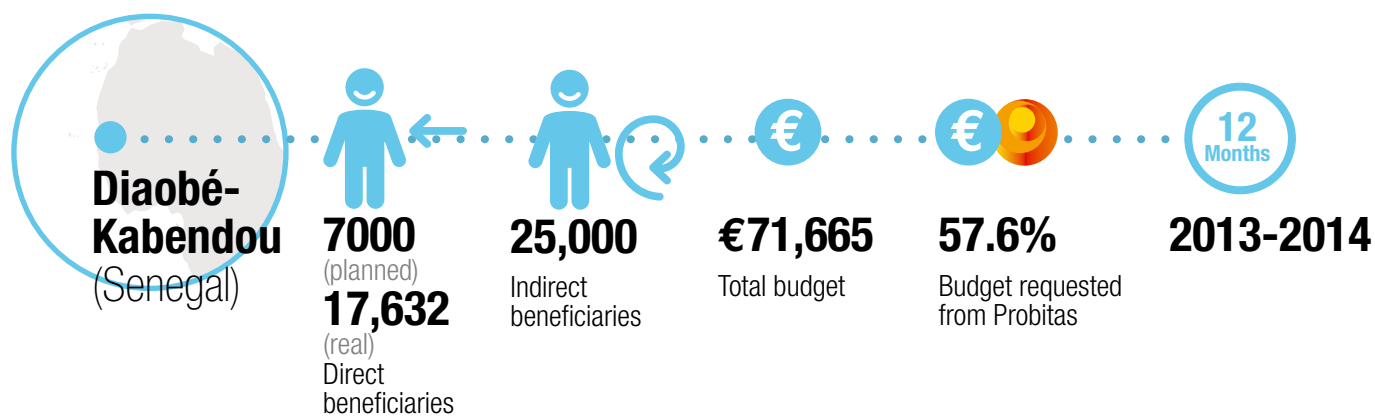 Diaobé-
Kabendou
(Senegal)
7000
(planned)
17,632
(real)
Direct
beneficiaries
25,000
Indirect
beneficiaries
€
€71,665
Total budget
€
57.6%
Budget requested
from Probitas
12
Months
2013-2014